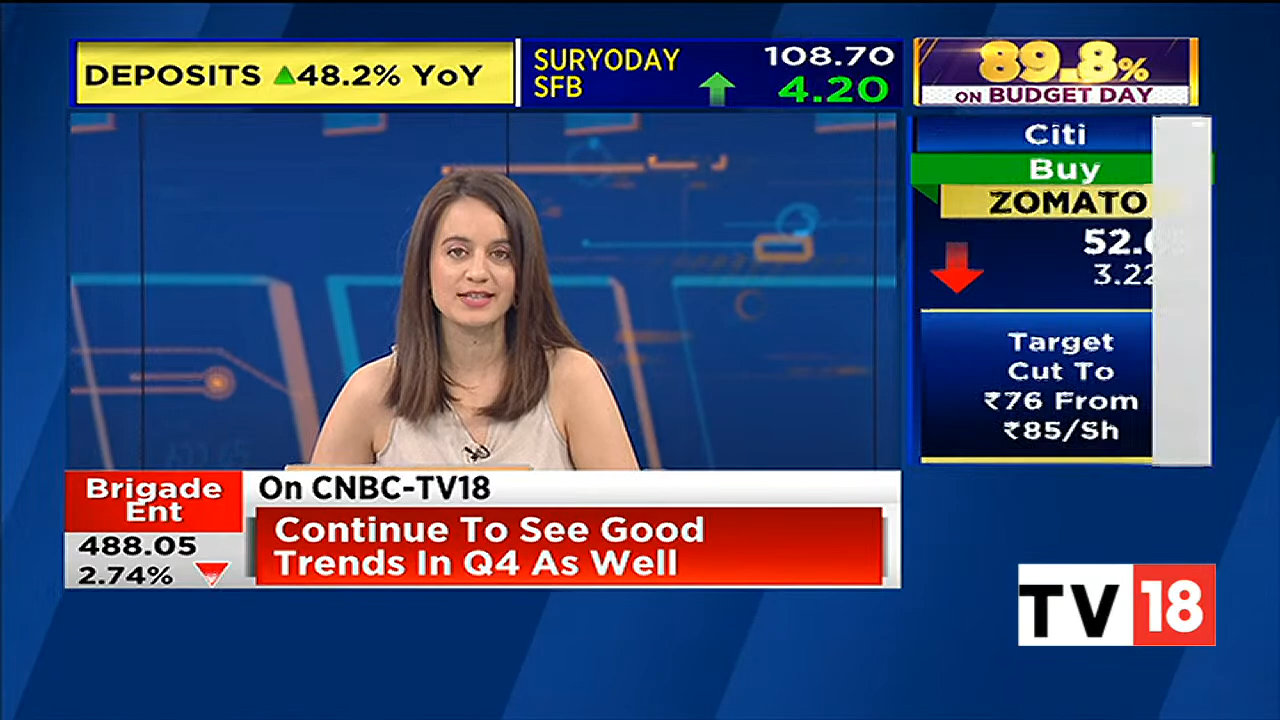 DEPOSITS ▲48.2% YoY
SURYODAY
SFB
108.70
4.20
89.8%
ON BUDGET DAY
Citi
Buy
ZOMATO
3.22
Target
Cut To
₹76 From
₹85/Sh
Brigade
Ent
488.05
2.74%
On CNBC-TV18
Continue To See Good
Trends In Q4 As Well
TV18